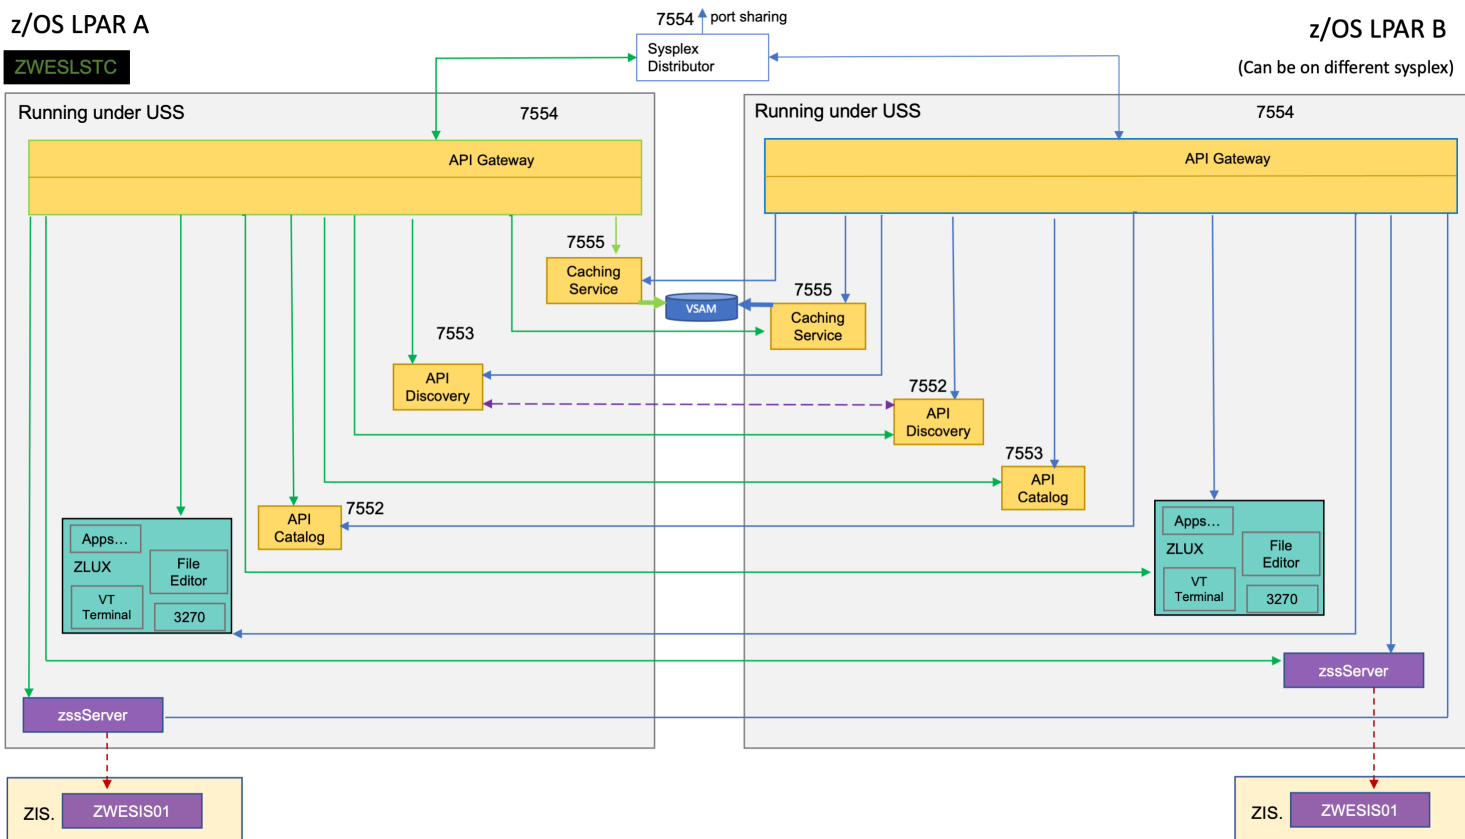 z/OS LPAR A
7554
port sharing
z/OS LPAR B
Sysplex
Distributor
ZWESLSTC
(Can be on different sysplex)
Running under USS
7554
Running under USS
7554
API Gateway
API Gateway
7555
Caching
Service
7555
VSAM
Caching
Service
7553
API
Discovery
7552
API
Discovery
7553
API
Catalog
7552
API
Catalog
Apps...
ZLUX
File
Editor
VT
Terminal
3270
Apps...
ZLUX
File
Editor
VT
Terminal
3270
zssServer
zssServer
ZIS.
ZWESIS01
ZIS.
ZWESIS01